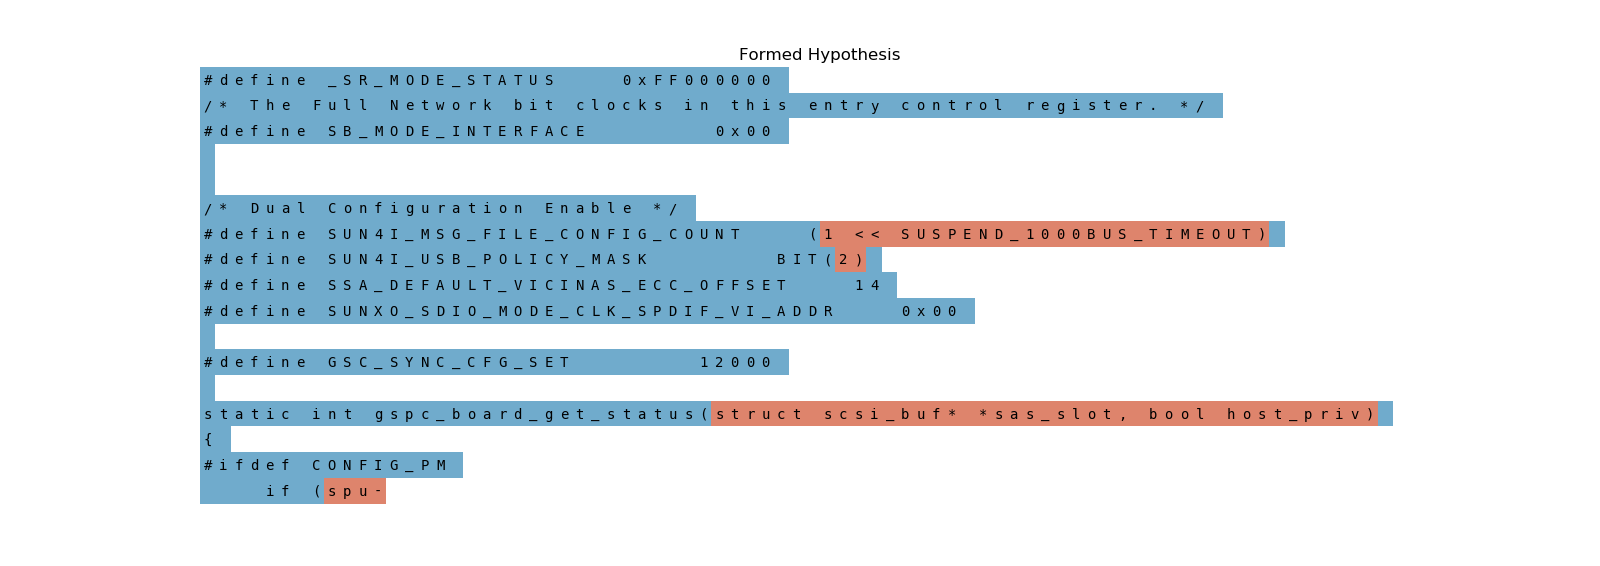 Formed Hypothesis
#define _SR_MODE_STATUS    0xFF000000
/* The Full Network bit clocks in this entry control register. */
#define SB_MODE_INTERFACE        0x00
/* Dual Configuration Enable */
#define SUN4I_MSG_FILE_CONFIG_COUNT    (1 << SUSPEND_1000BUS_TIMEOUT)
#define SUN4I_USB_POLICY_MASK        BIT(2)
#define SSA_DEFAULT_VICINAS_ECC_OFFSET    14
#define SUNXO_SDIO_MODE_CLK_SPDIF_VI_ADDR    0x00
#define GSC_SYNC_CFG_SET        12000
static int gspc_board_get_status(struct scsi_buf* *sas_slot, bool host_priv)
{
#ifdef CONFIG_PM
    if (spu-